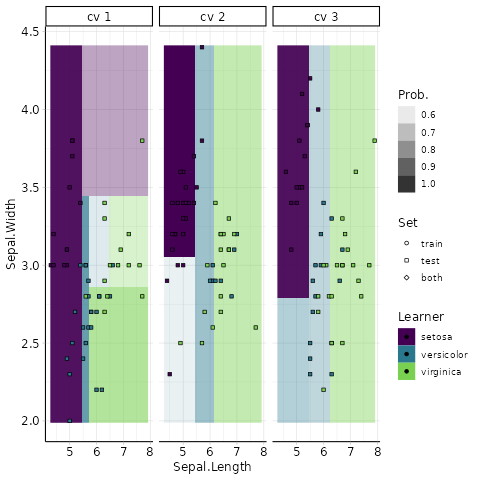 cv 1 cv 2 cv 3
4.5
4.0
3.5
3.0
2.5
2.0
Sepal.Width
5 6 7 8 5 6 7 8 5 6 7 8
Sepal.Length
Prob.
0.6
0.7
0.8
0.9
1.0
Set
train
test
both
Learner
setosa
versicolor
virginica